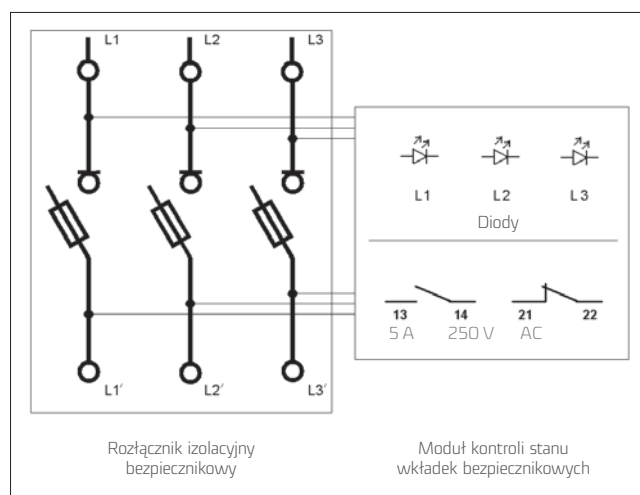 L1 L2 L3
L1 L2 L3
Diody
13 14 21 22
5 A 250 V AC
L1′ L2′ L3′
Rozłącznik izolacyjny
bezpiecznikowy
Moduł kontroli stanu
wkładek bezpiecznikowych